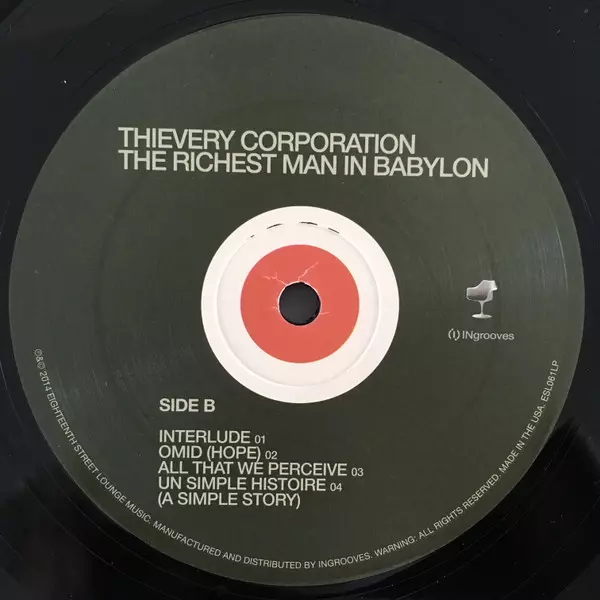 THIEVERY CORPORATION
THE RICHEST MAN IN BABYLON
(i) INgrooves
SIDE B
INTERLUDE 01
OMID (HOPE) 02
ALL THAT WE PERCEIVE 03
UN SIMPLE HISTOIRE 04
(A SIMPLE STORY)
℗& © 2014 EIGHTEENTH STREET LOUNGE MUSIC. MANUFACTURED AND DISTRIBUTED BY INGROOVES. WARNING: ALL RIGHTS RESERVED. MADE IN THE USA. ESL061LP